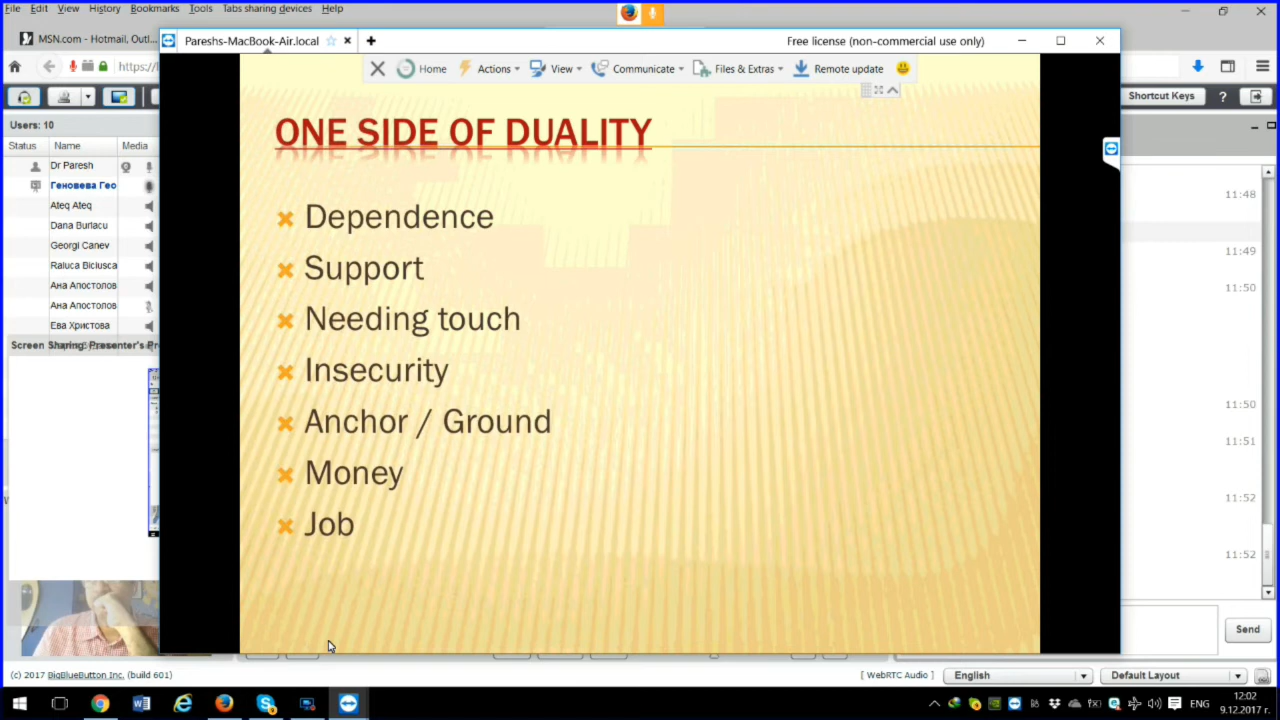 File Edit View History Bookmarks Tools Tabs sharing devices Help
MSN.com - Hotmail, Outl...
Pareshs-MacBook-Air.local
Free license (non-commercial use only)
Home Actions View Communicate Files & Extras Remote update
Shortcut Keys ?
Users: 10
Status Name Media
Dr Paresh
Геновева Гео
Ateq Ateq
Dana Burlacu
Georgi Canev
Raluca Biciusca
Ана Апостолов
Ана Апостолов
Ева Христова
Screen Sharing: Presenter's Pr
ONE SIDE OF DUALITY
Dependence
Support
Needing touch
Insecurity
Anchor / Ground
Money
Job
11:48
11:49
11:50
11:50
11:51
11:52
11:52
Send
(c) 2017 BigBlueButton Inc. (build 601)
[ WebRTC Audio ]
English
Default Layout
ENG
12:02
9.12.2017 г.